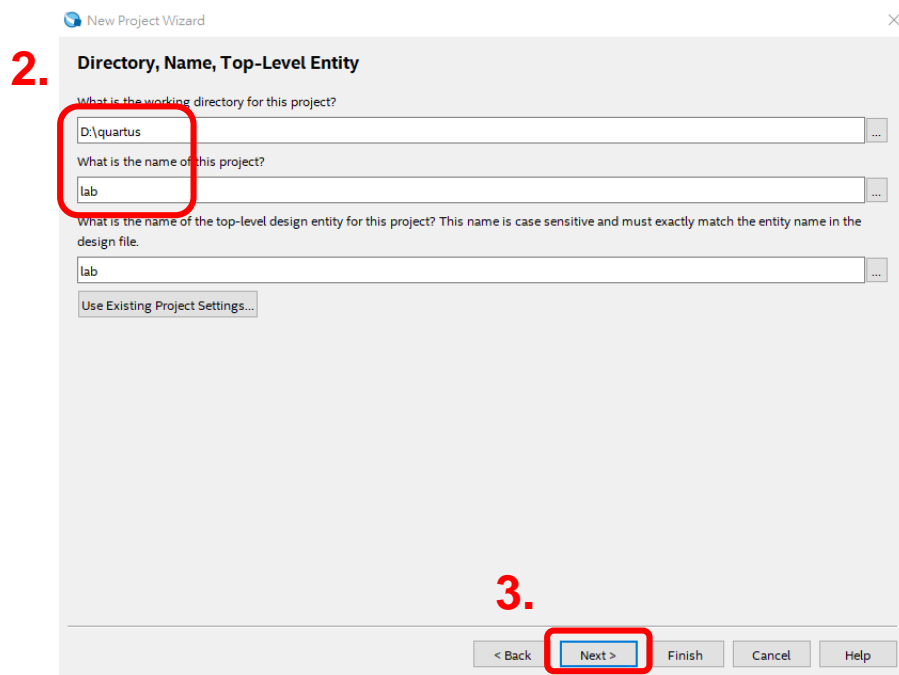 New Project Wizard
2.
Directory, Name, Top-Level Entity
What is the working directory for this project?
D:\quartus
...
What is the name of this project?
lab
...
What is the name of the top-level design entity for this project? This name is case sensitive and must exactly match the entity name in the
design file.
lab
...
Use Existing Project Settings...
3.
< Back
Next >
Finish
Cancel
Help